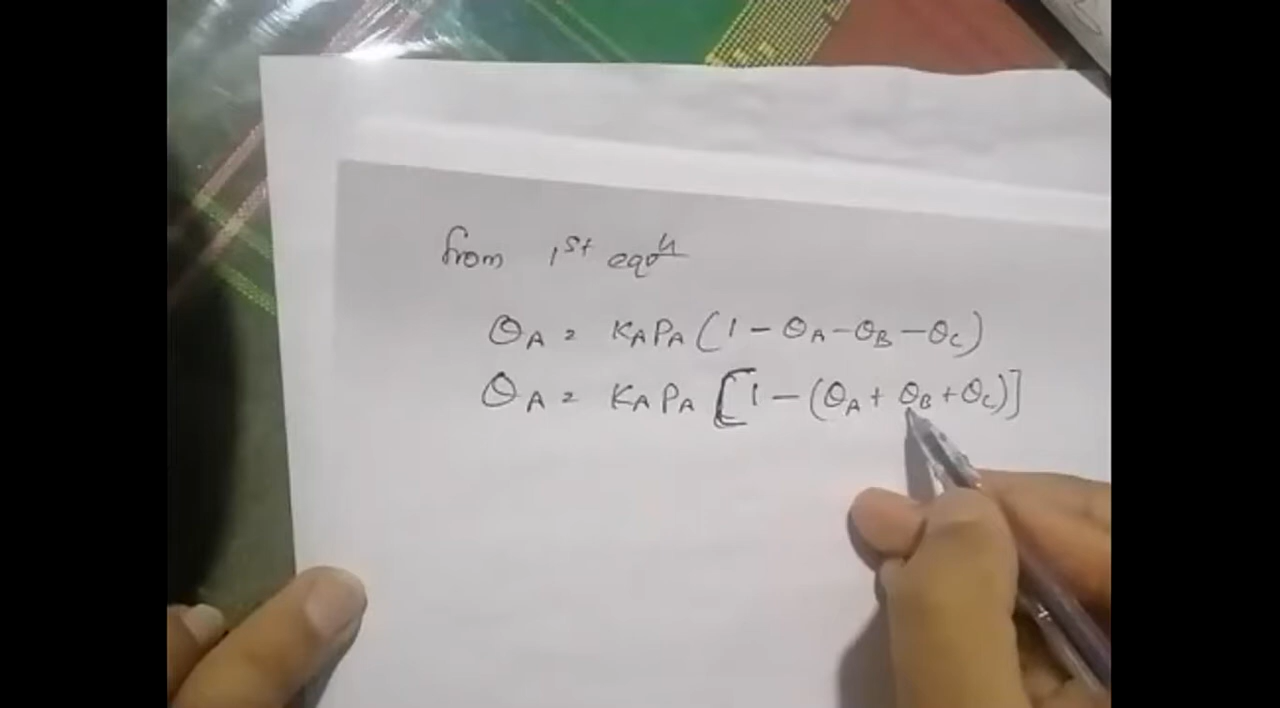 from 1st eqn
θA = KAPA (1 - θA - θB - θC)
θA = KAPA [1 - (θA + θB + θC)]